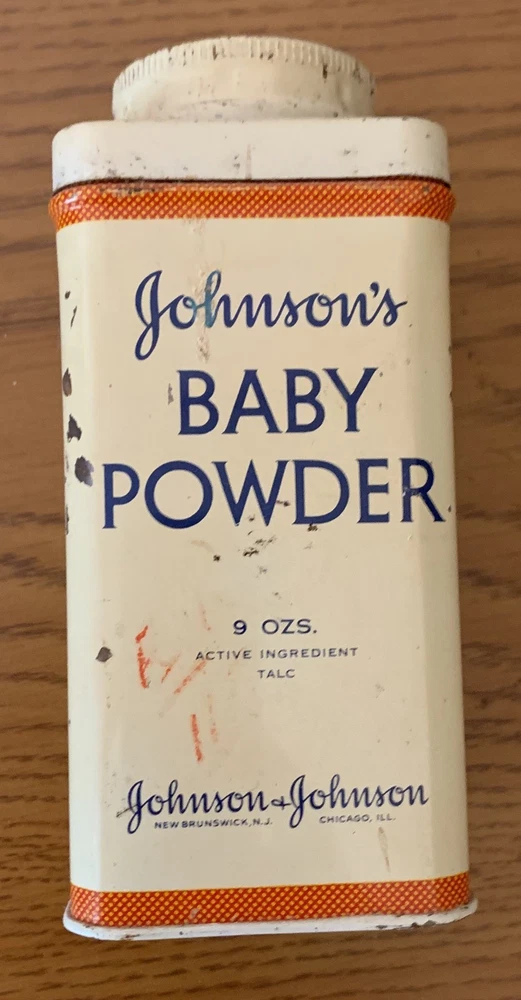 Johnson's
BABY
POWDER
9 OZS.
ACTIVE INGREDIENT
TALC
Johnson & Johnson
NEW BRUNSWICK, N.J. CHICAGO, ILL.